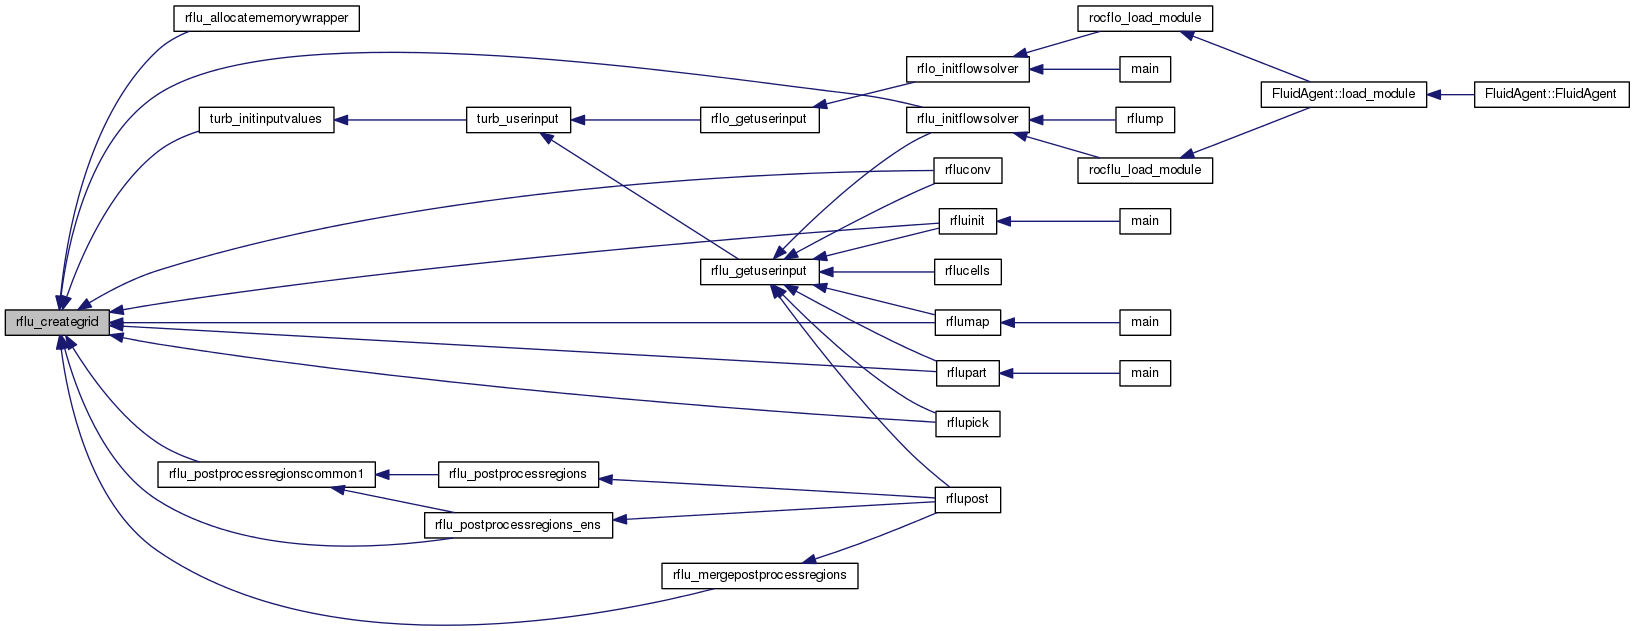 rflu_allocatememorywrapper
rocflo_load_module
rflo_initflowsolver
main
FluidAgent::load_module
FluidAgent::FluidAgent
turb_initinputvalues
turb_userinput
rflo_getuserinput
rflu_initflowsolver
rflump
rfluconv
rocflu_load_module
rfluinit
main
rflu_getuserinput
rflucells
rflu_creategrid
rflumap
main
rflupart
main
rflupick
rflu_postprocessregionscommon1
rflu_postprocessregions
rflupost
rflu_postprocessregions_ens
rflu_mergepostprocessregions